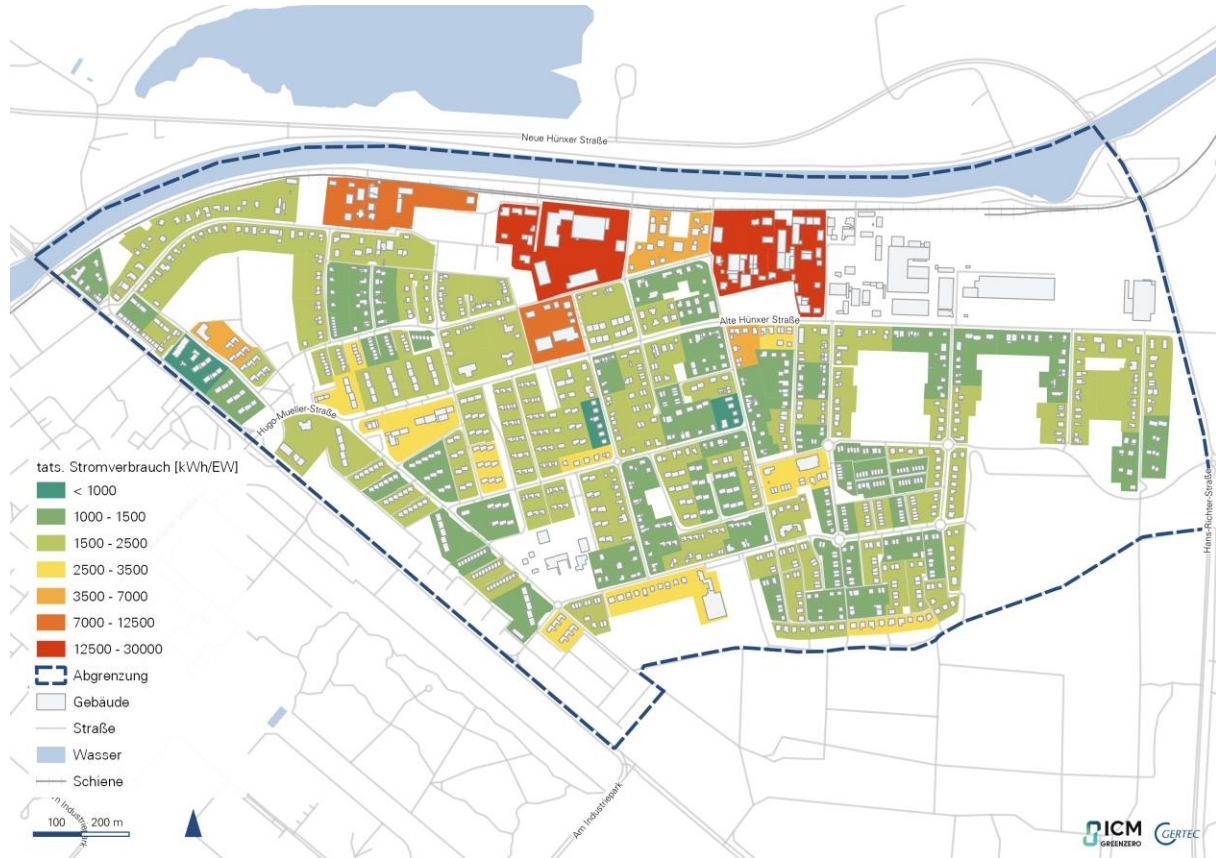 Neue Hünxer Straße
Alte Hünxer Straße
Hugo-Mueller-Straße
Hans-Richter-Straße
tats. Stromverbrauch [kWh/EW]
< 1000
1000 - 1500
1500 - 2500
2500 - 3500
3500 - 7000
7000 - 12500
12500 - 30000
Abgrenzung
Gebäude
Straße
Wasser
Schiene
100 200 m
Am Industriepark
ICM
GREENZERO
GERTEC